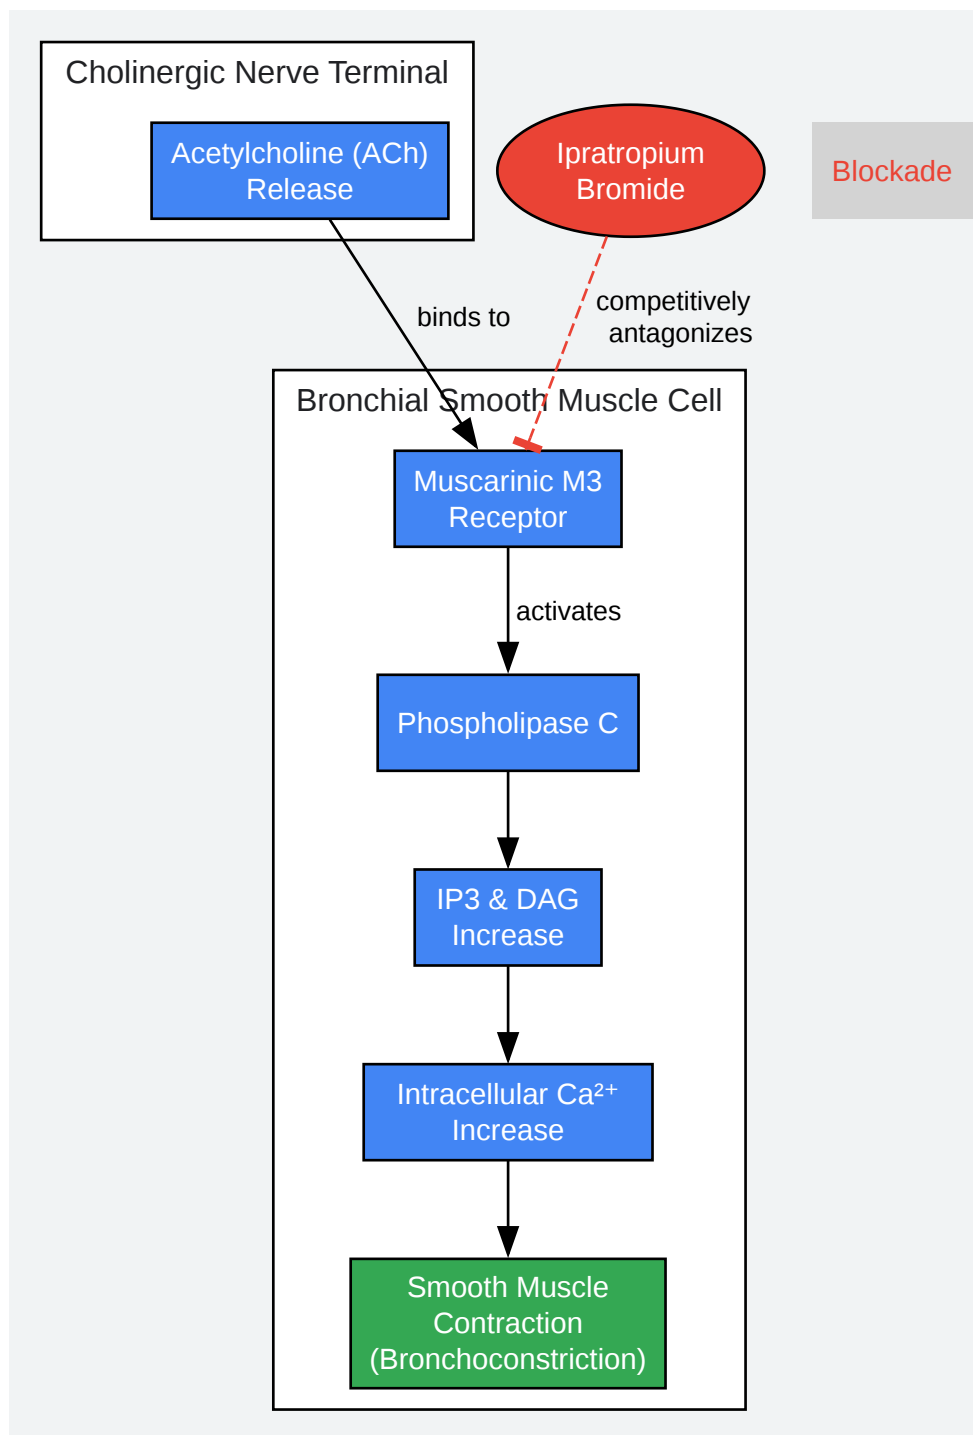 Cholinergic Nerve Terminal
Acetylcholine (ACh)
Release
Ipratropium
Bromide
Blockade
binds to
competitively
antagonizes
Bronchial Smooth Muscle Cell
Muscarinic M3
Receptor
activates
Phospholipase C
IP3 & DAG
Increase
Intracellular Ca²⁺
Increase
Smooth Muscle
Contraction
(Bronchoconstriction)